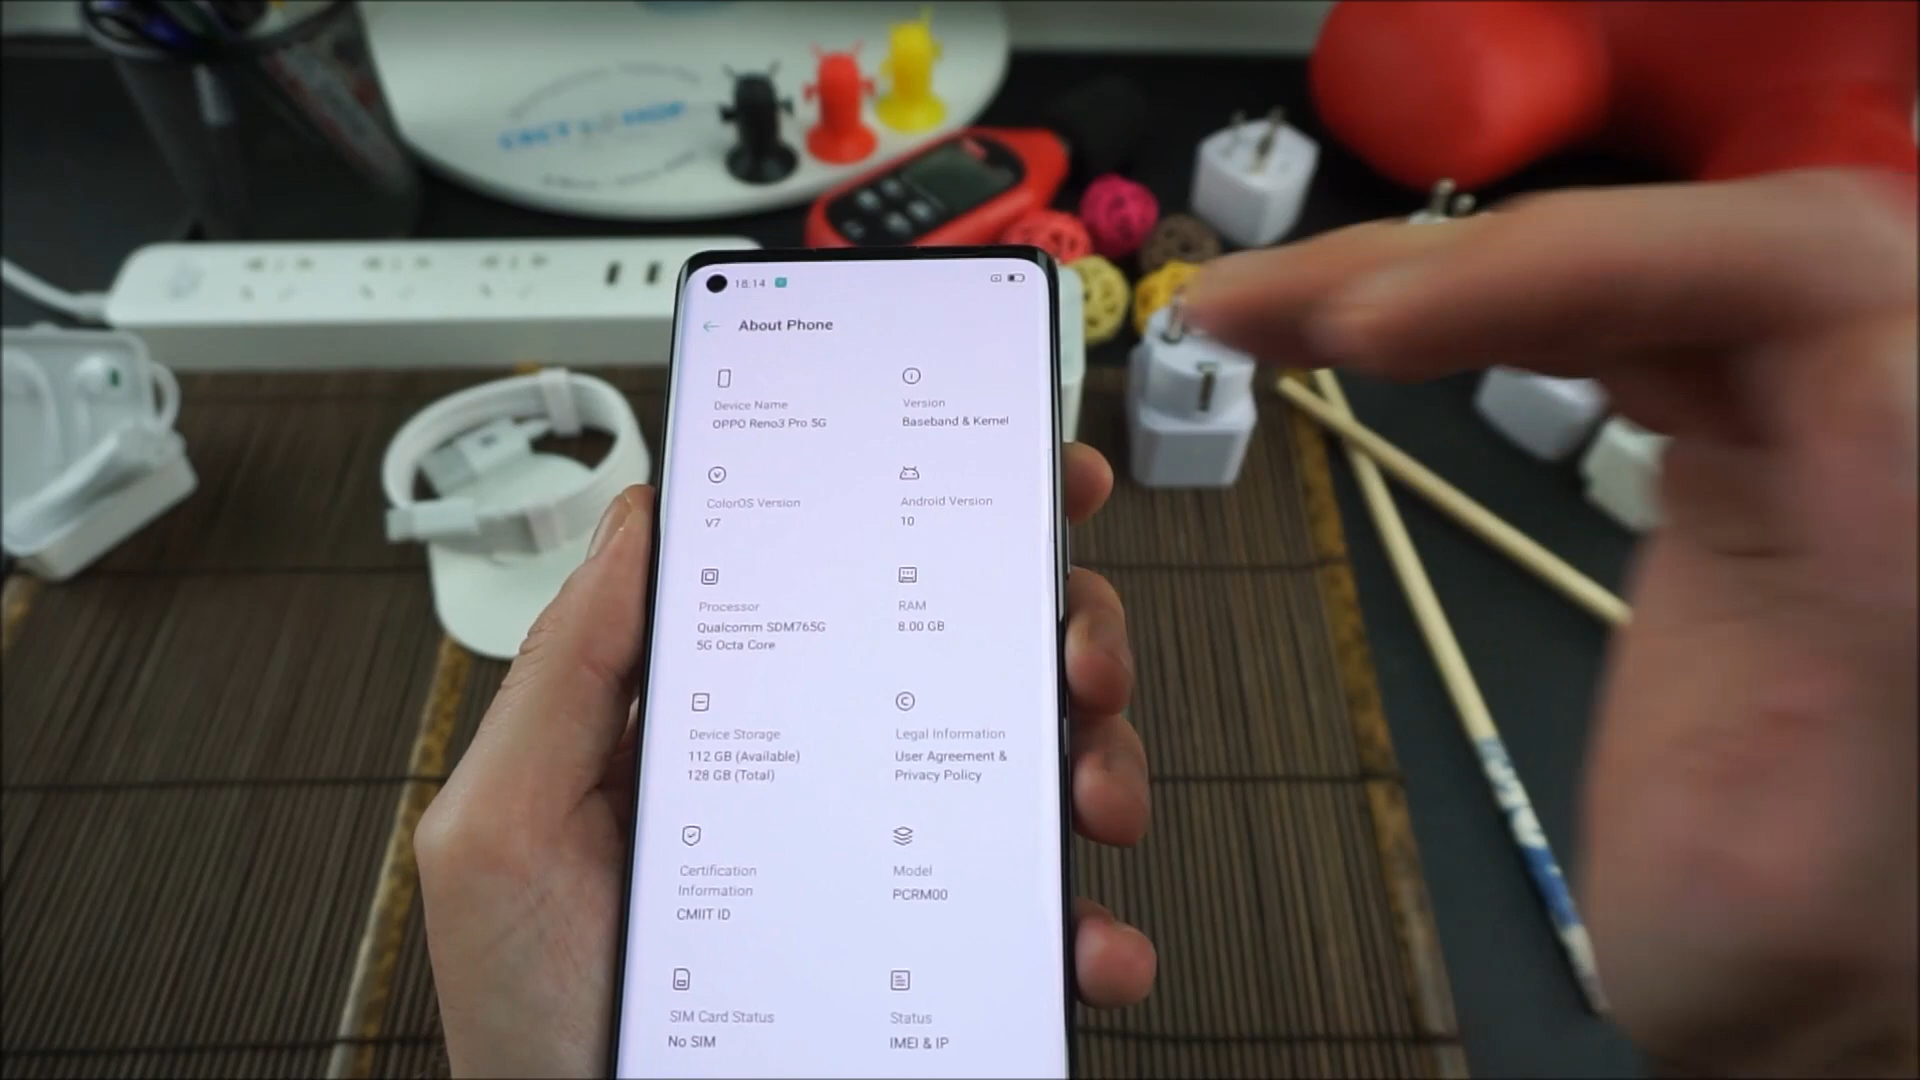 18:14
About Phone
Device Name
OPPO Reno3 Pro 5G
Version
Baseband & Kernel
ColorOS Version
V7
Android Version
10
Processor
Qualcomm SDM765G
5G Octa Core
RAM
8.00 GB
Device Storage
112 GB (Available)
128 GB (Total)
Legal Information
User Agreement &
Privacy Policy
Certification
Information
CMIIT ID
Model
PCRM00
SIM Card Status
No SIM
Status
IMEI & IP